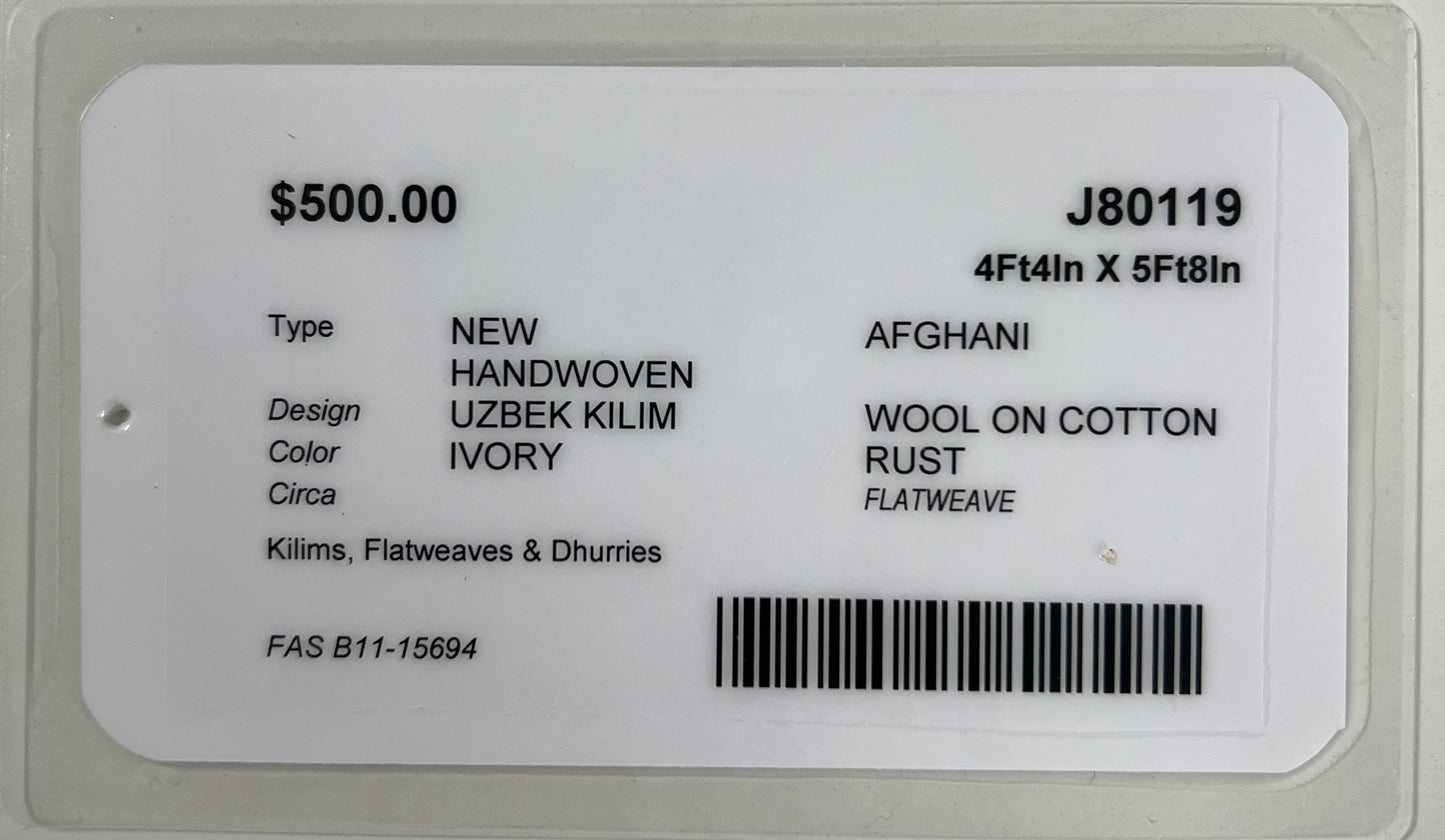 $500.00 J80119
4Ft4In X 5Ft8In
Type NEW AFGHANI
HANDWOVEN
Design UZBEK KILIM WOOL ON COTTON
Color IVORY RUST
Circa FLATWEAVE
Kilims, Flatweaves & Dhurries
FAS B11-15694